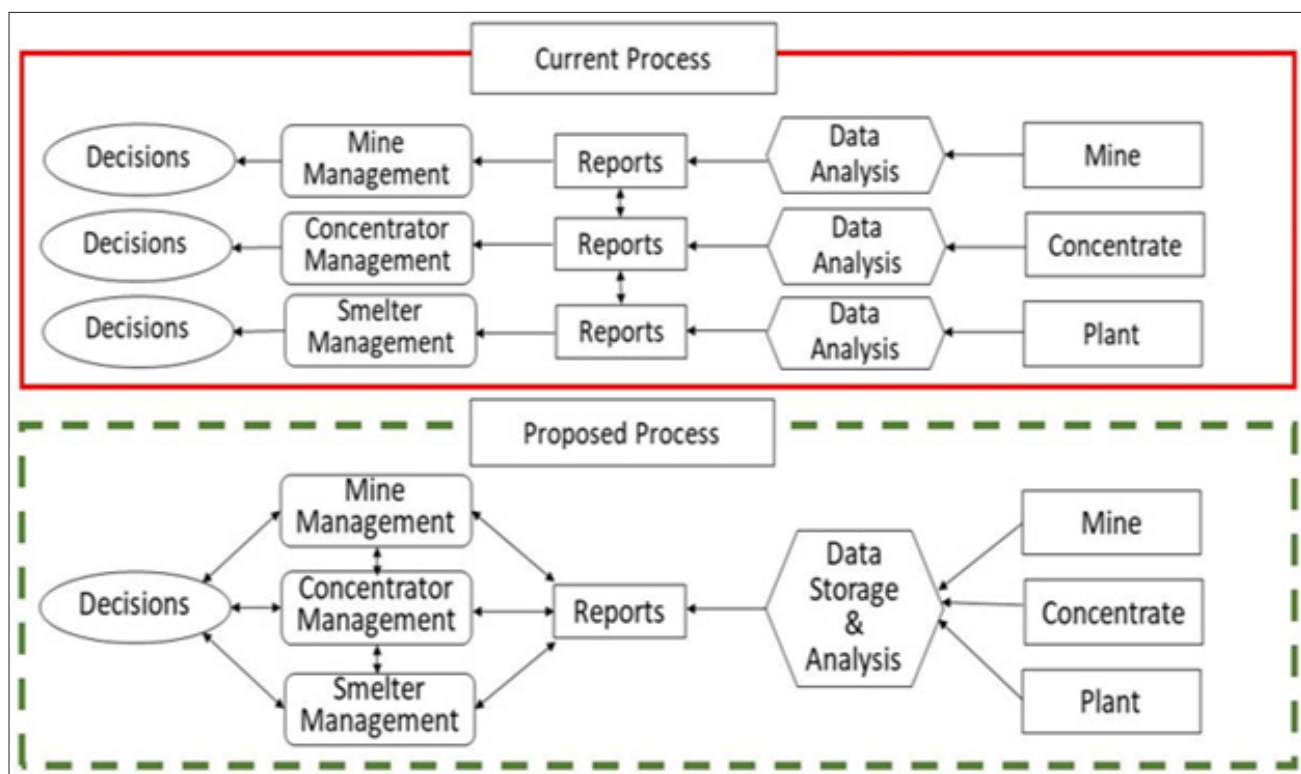 Current Process
Decisions
Mine
Management
Reports
Data
Analysis
Mine
Decisions
Concentrator
Management
Reports
Data
Analysis
Concentrate
Decisions
Smelter
Management
Reports
Data
Analysis
Plant
Proposed Process
Decisions
Mine
Management
Concentrator
Management
Smelter
Management
Reports
Data
Storage
&
Analysis
Mine
Concentrate
Plant